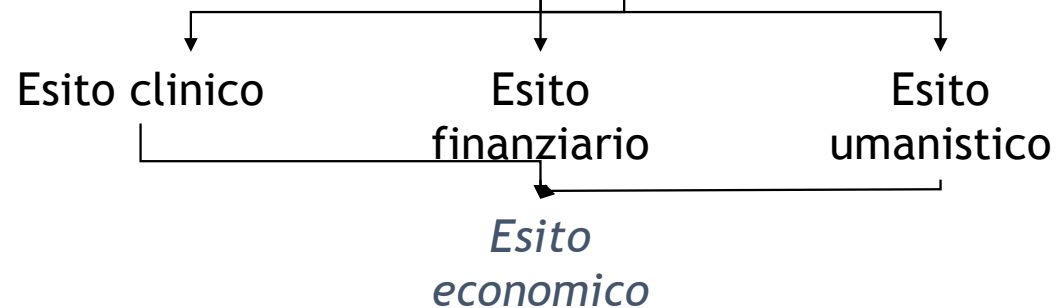 Esito clinico
Esito
finanziario
Esito
umanistico
Esito
economico